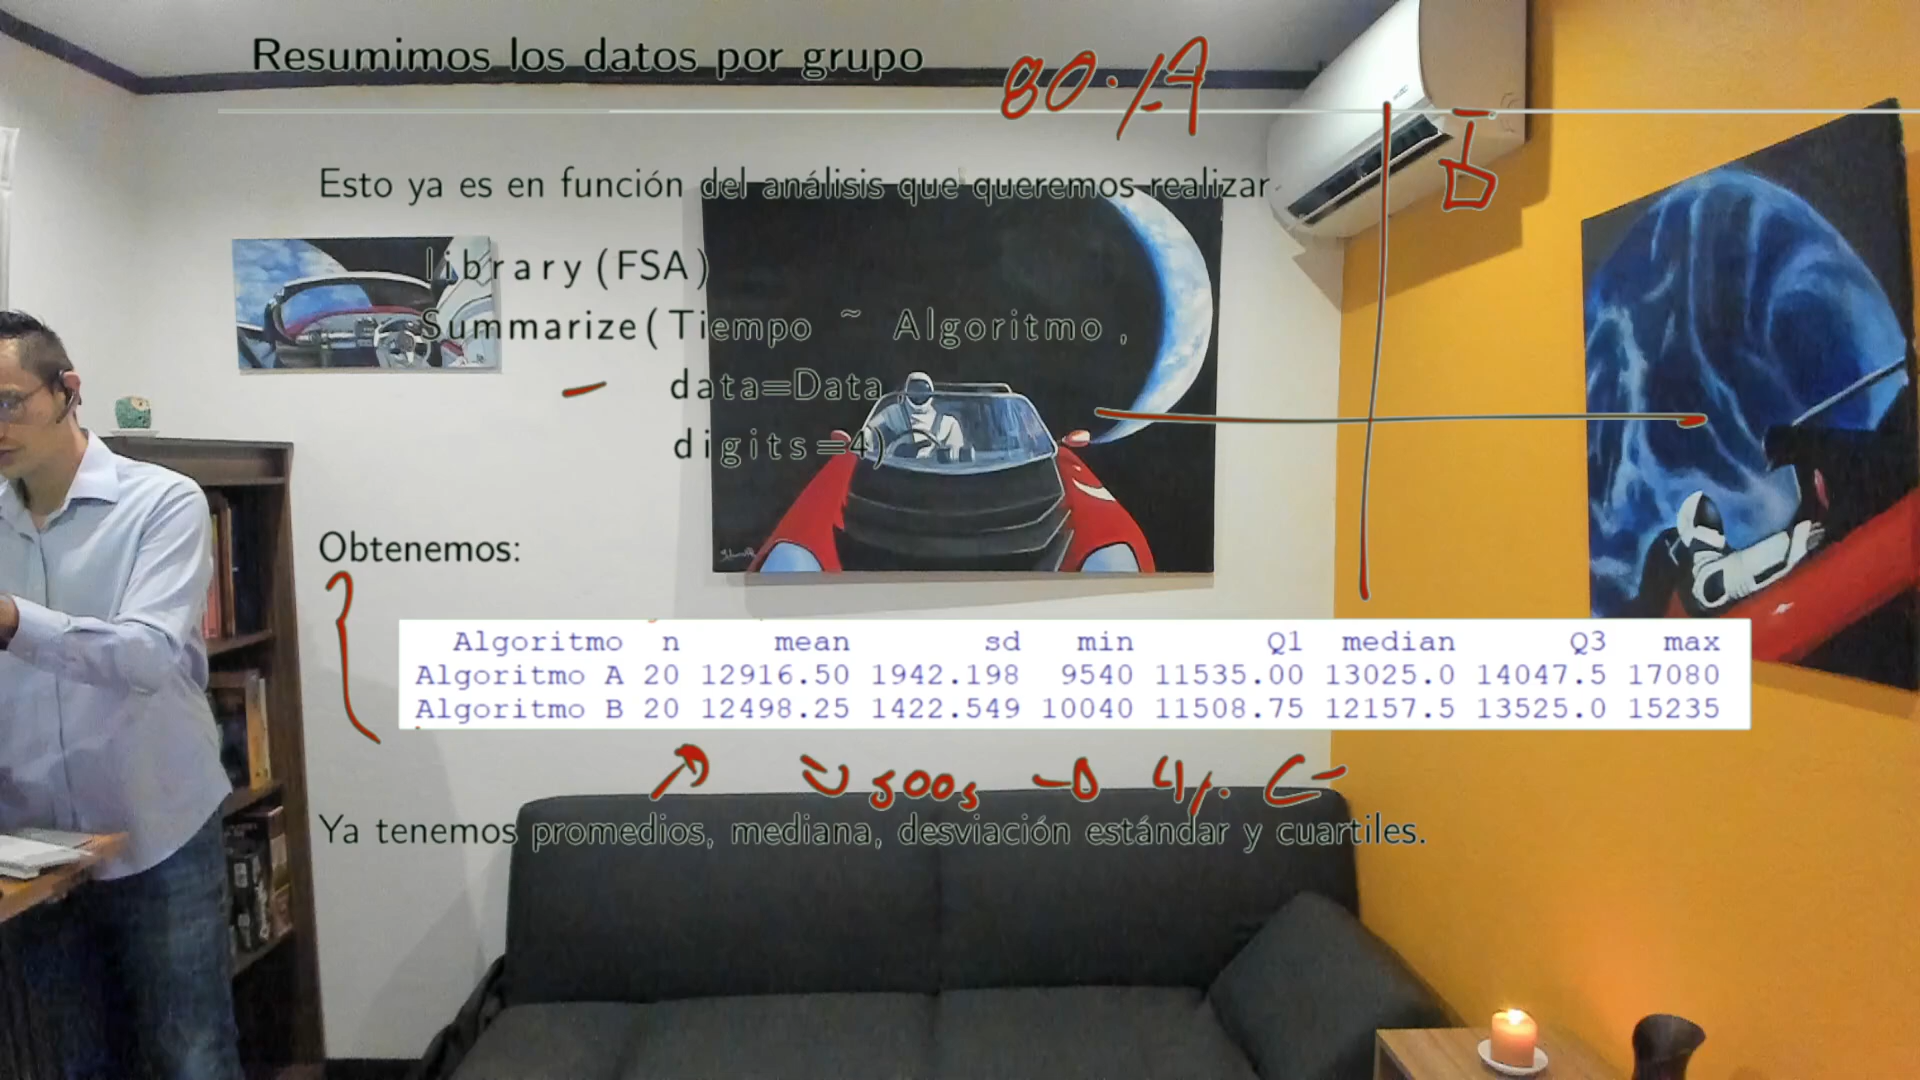 Resumimos los datos por grupo
80%A
B
Esto ya es en función del análisis que queremos realizar
library(FSA)
Summarize(Tiempo ~ Algoritmo,
data=Data,
digits=4)
Obtenemos:
Algoritmo n mean sd min Q1 median Q3 max
Algoritmo A 20 12916.50 1942.198 9540 11535.00 13025.0 14047.5 17080
Algoritmo B 20 12498.25 1422.549 10040 11508.75 12157.5 13525.0 15235
500s 4%
Ya tenemos promedios, mediana, desviación estándar y cuartiles.